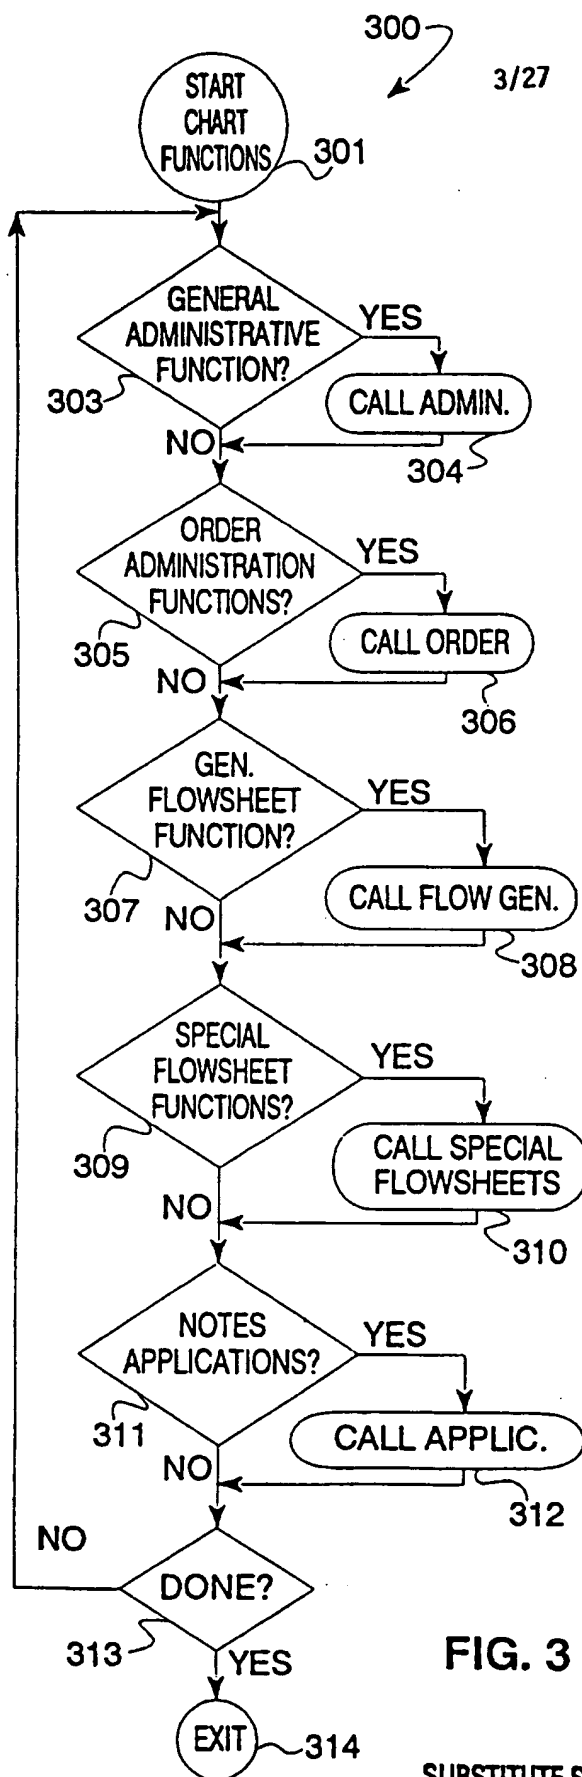 300
3/27
START
CHART
FUNCTIONS
301
GENERAL
ADMINISTRATIVE
FUNCTION?
YES
303
CALL ADMIN.
NO
304
ORDER
ADMINISTRATION
FUNCTIONS?
YES
305
CALL ORDER
NO
306
GEN.
FLOWSHEET
FUNCTION?
YES
307
CALL FLOW GEN.
NO
308
SPECIAL
FLOWSHEET
FUNCTIONS?
YES
309
CALL SPECIAL
FLOWSHEETS
NO
310
NOTES
APPLICATIONS?
YES
311
CALL APPLIC.
NO
312
NO
DONE?
313
YES
FIG. 3
EXIT
314
SUBSTITUTE S